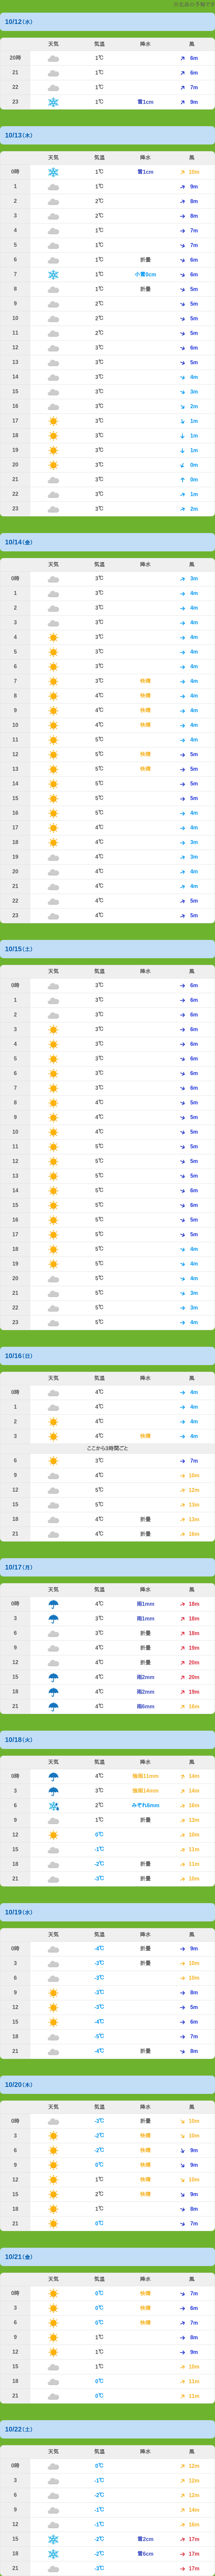 10/12(水)
天気 気温 降水 風
20時 1℃ 6m
21 1℃ 6m
22 1℃ 7m
23 1℃ 雪1cm 9m
10/13(木)
天気 気温 降水 風
0時 1℃ 雪1cm 10m
1 1℃ 9m
2 2℃ 8m
3 2℃ 8m
4 1℃ 7m
5 1℃ 7m
6 1℃ 折曇 6m
7 1℃ 小雪0cm 6m
8 1℃ 折曇 5m
9 2℃ 5m
10 2℃ 5m
11 2℃ 5m
12 3℃ 6m
13 3℃ 5m
14 3℃ 4m
15 3℃ 3m
16 3℃ 2m
17 3℃ 1m
18 3℃ 1m
19 3℃ 1m
20 3℃ 0m
21 3℃ 0m
22 3℃ 1m
23 3℃ 2m
10/14(金)
天気 気温 降水 風
0時 3℃ 3m
1 3℃ 4m
2 3℃ 4m
3 3℃ 4m
4 3℃ 4m
5 3℃ 4m
6 3℃ 4m
7 3℃ 快晴 4m
8 4℃ 快晴 4m
9 4℃ 快晴 4m
10 4℃ 快晴 4m
11 5℃ 4m
12 5℃ 快晴 5m
13 5℃ 快晴 5m
14 5℃ 5m
15 5℃ 5m
16 5℃ 4m
17 4℃ 4m
18 4℃ 3m
19 4℃ 3m
20 4℃ 4m
21 4℃ 4m
22 4℃ 5m
23 4℃ 5m
10/15(土)
天気 気温 降水 風
0時 3℃ 6m
1 3℃ 6m
2 3℃ 6m
3 3℃ 6m
4 3℃ 6m
5 3℃ 6m
6 3℃ 6m
7 3℃ 6m
8 4℃ 5m
9 4℃ 5m
10 4℃ 5m
11 5℃ 5m
12 5℃ 5m
13 5℃ 5m
14 5℃ 6m
15 5℃ 6m
16 5℃ 5m
17 5℃ 5m
18 5℃ 4m
19 5℃ 4m
20 5℃ 4m
21 5℃ 3m
22 5℃ 3m
23 5℃ 4m
10/16(日)
天気 気温 降水 風
0時 4℃ 4m
1 4℃ 4m
2 4℃ 4m
3 4℃ 快晴 4m
ここから3時間ごと
6 3℃ 7m
9 4℃ 10m
12 5℃ 12m
15 5℃ 13m
18 4℃ 折曇 13m
21 4℃ 折曇 16m
10/17(月)
天気 気温 降水 風
0時 4℃ 雨1mm 18m
3 3℃ 雨1mm 18m
6 3℃ 折曇 18m
9 4℃ 折曇 19m
12 4℃ 折曇 20m
15 4℃ 雨2mm 20m
18 4℃ 雨2mm 19m
21 4℃ 雨6mm 16m
10/18(火)
天気 気温 降水 風
0時 4℃ 強雨11mm 14m
3 3℃ 強雨14mm 14m
6 2℃ みぞれ6mm 16m
9 1℃ 折曇 13m
12 0℃ 10m
15 -1℃ 11m
18 -2℃ 折曇 11m
21 -3℃ 折曇 10m
10/19(水)
天気 気温 降水 風
0時 -4℃ 折曇 9m
3 -3℃ 折曇 10m
6 -3℃ 10m
9 -3℃ 8m
12 -3℃ 5m
15 -4℃ 6m
18 -5℃ 7m
21 -4℃ 折曇 8m
10/20(木)
天気 気温 降水 風
0時 -3℃ 折曇 10m
3 -2℃ 快晴 10m
6 -2℃ 快晴 9m
9 0℃ 快晴 9m
12 1℃ 快晴 10m
15 2℃ 快晴 9m
18 1℃ 8m
21 0℃ 7m
10/21(金)
天気 気温 降水 風
0時 0℃ 快晴 7m
3 0℃ 快晴 6m
6 0℃ 快晴 7m
9 1℃ 8m
12 1℃ 9m
15 1℃ 10m
18 0℃ 11m
21 0℃ 11m
10/22(土)
天気 気温 降水 風
0時 0℃ 12m
3 -1℃ 12m
6 -2℃ 12m
9 -1℃ 14m
12 -1℃ 16m
15 -2℃ 雪2cm 17m
18 -2℃ 雪6cm 17m
21 -3℃ 17m